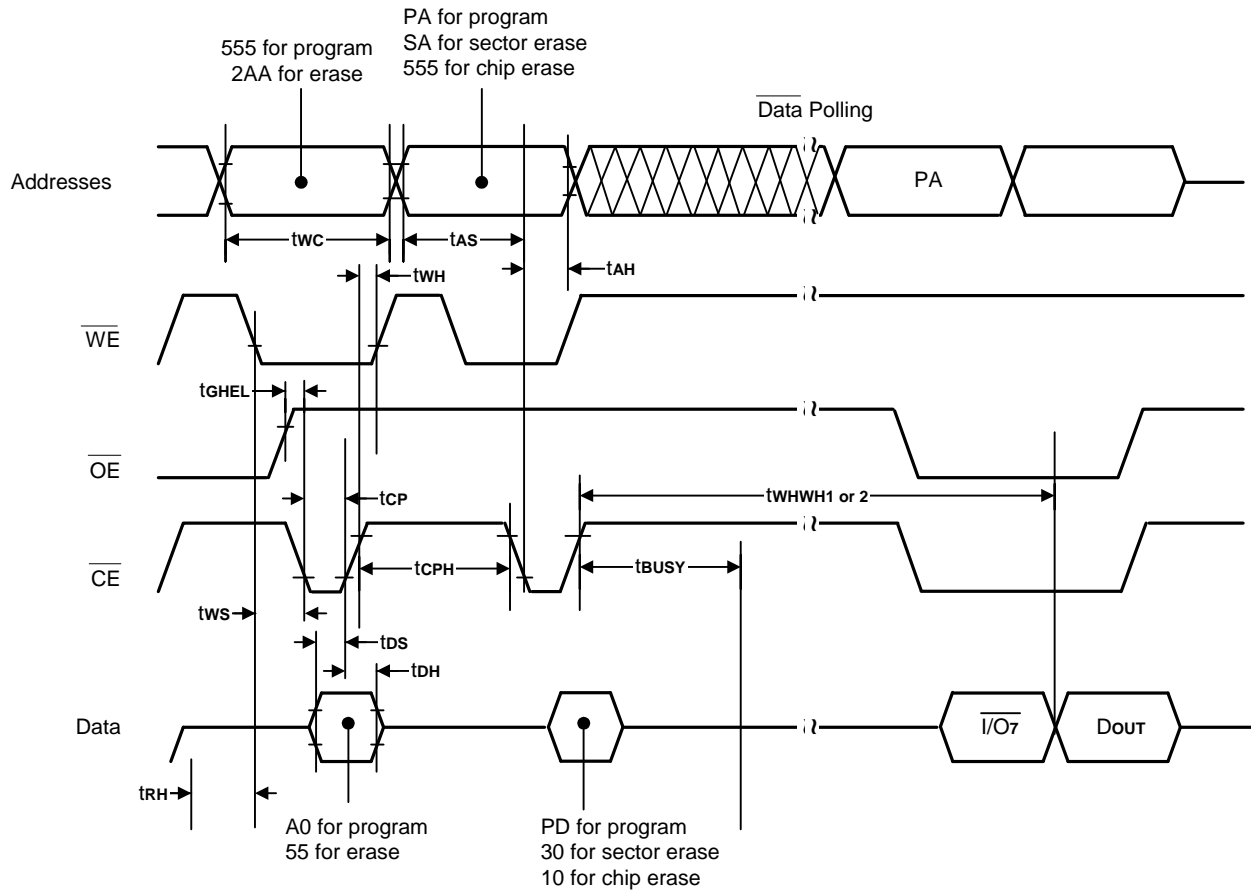 PA for program
SA for sector erase
555 for chip erase
555 for program
2AA for erase
Data Polling
Addresses
PA
tWC
tAS
tWH
tAH
WE
tGHEL
OE
tCP
tWHWH1 or 2
CE
tCPH
tBUSY
tWS
tDS
tDH
Data
I/O7
DOUT
tRH
A0 for program
55 for erase
PD for program
30 for sector erase
10 for chip erase